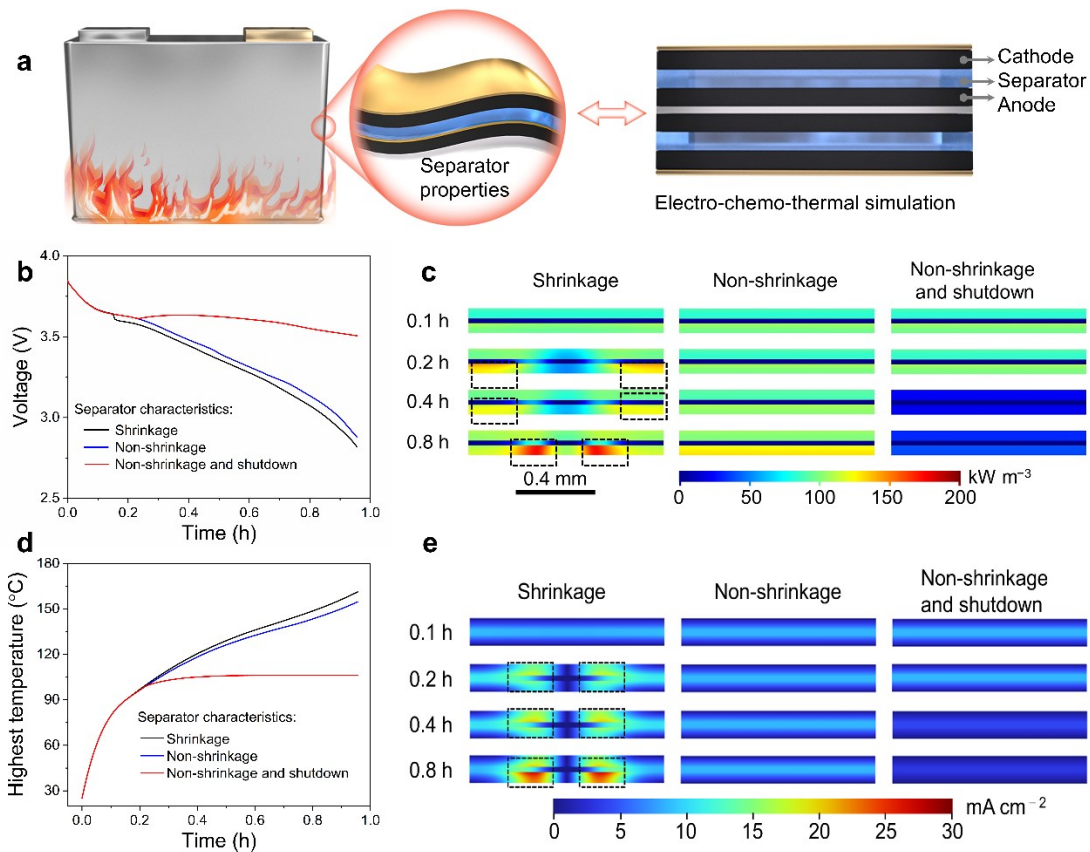 a
Cathode
Separator
Anode
Separator
properties
Electro-chemo-thermal simulation
b
4.0
3.5
3.0
2.5
Voltage (V)
Separator characteristics:
Shrinkage
Non-shrinkage
Non-shrinkage and shutdown
0.0 0.2 0.4 0.6 0.8 1.0
Time (h)
c
Shrinkage
Non-shrinkage
Non-shrinkage
and shutdown
0.1 h
0.2 h
0.4 h
0.8 h
0.4 mm
kW m⁻³
0 50 100 150 200
d
180
150
120
90
60
30
Highest temperature (°C)
Separator characteristics:
Shrinkage
Non-shrinkage
Non-shrinkage and shutdown
0.0 0.2 0.4 0.6 0.8 1.0
Time (h)
e
Shrinkage
Non-shrinkage
Non-shrinkage
and shutdown
0.1 h
0.2 h
0.4 h
0.8 h
mA cm⁻²
0 5 10 15 20 25 30